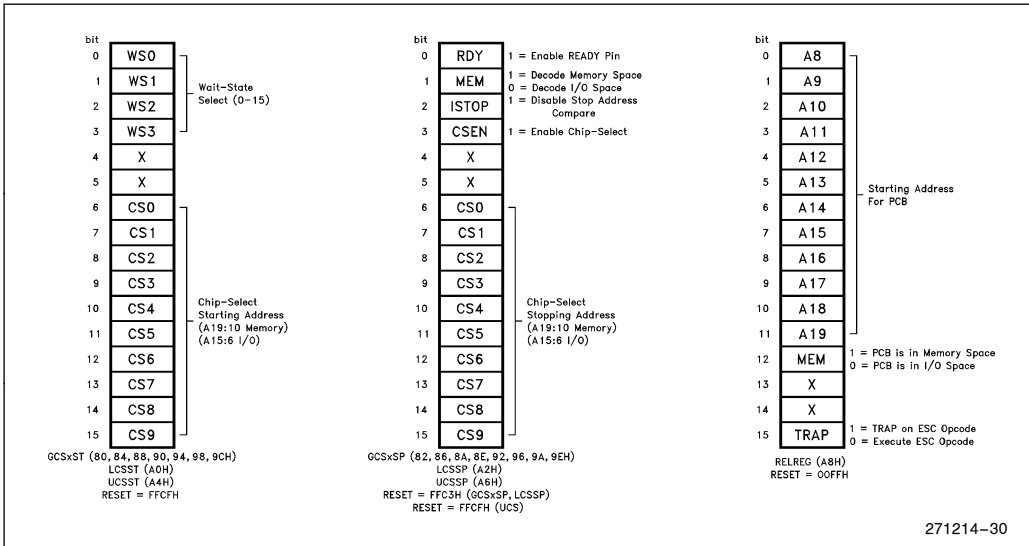 bit
0 WS0
1 WS1
2 WS2
3 WS3
4 X
5 X
6 CS0
7 CS1
8 CS2
9 CS3
10 CS4
11 CS5
12 CS6
13 CS7
14 CS8
15 CS9
Wait-State
Select (0-15)
Chip-Select
Starting Address
(A19:10 Memory)
(A15:6 I/O)
GCSxST (80, 84, 88, 90, 94, 98, 9CH)
LCSST (A0H)
UCSST (A4H)
RESET = FFCFH
bit
0 RDY 1 = Enable READY Pin
1 MEM 1 = Decode Memory Space
0 = Decode I/O Space
2 ISTOP 1 = Disable Stop Address
Compare
3 CSEN 1 = Enable Chip-Select
4 X
5 X
6 CS0
7 CS1
8 CS2
9 CS3
10 CS4
11 CS5
12 CS6
13 CS7
14 CS8
15 CS9
Chip-Select
Stopping Address
(A19:10 Memory)
(A15:6 I/O)
GCSxSP (82, 86, 8A, 8E, 92, 96, 9A, 9EH)
LCSSP (A2H)
UCSSP (A6H)
RESET = FFC3H (GCSxSP, LCSSP)
RESET = FFCFH (UCS)
bit
0 A8
1 A9
2 A10
3 A11
4 A12
5 A13
6 A14
7 A15
8 A16
9 A17
10 A18
11 A19
12 MEM 1 = PCB is in Memory Space
0 = PCB is in I/O Space
13 X
14 X
15 TRAP 1 = TRAP on ESC Opcode
0 = Execute ESC Opcode
Starting Address
For PCB
RELREG (A8H)
RESET = 00FFH
271214-30